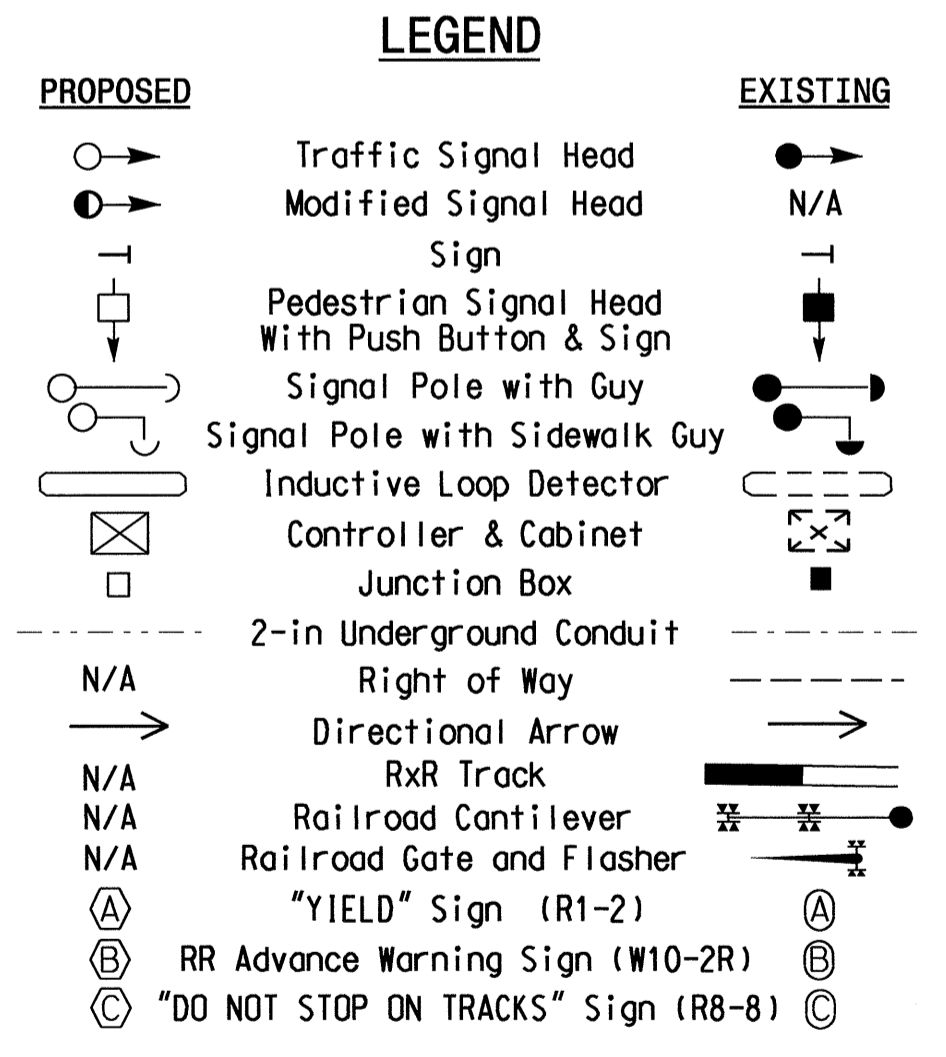 LEGEND
PROPOSED EXISTING
Traffic Signal Head
Modified Signal Head N/A
Sign
Pedestrian Signal Head
With Push Button & Sign
Signal Pole with Guy
Signal Pole with Sidewalk Guy
Inductive Loop Detector
Controller & Cabinet
Junction Box
2-in Underground Conduit
N/A Right of Way
Directional Arrow
N/A RxR Track
N/A Railroad Cantilever
N/A Railroad Gate and Flasher
A "YIELD" Sign (R1-2) A
B RR Advance Warning Sign (W10-2R) B
C "DO NOT STOP ON TRACKS" Sign (R8-8) C